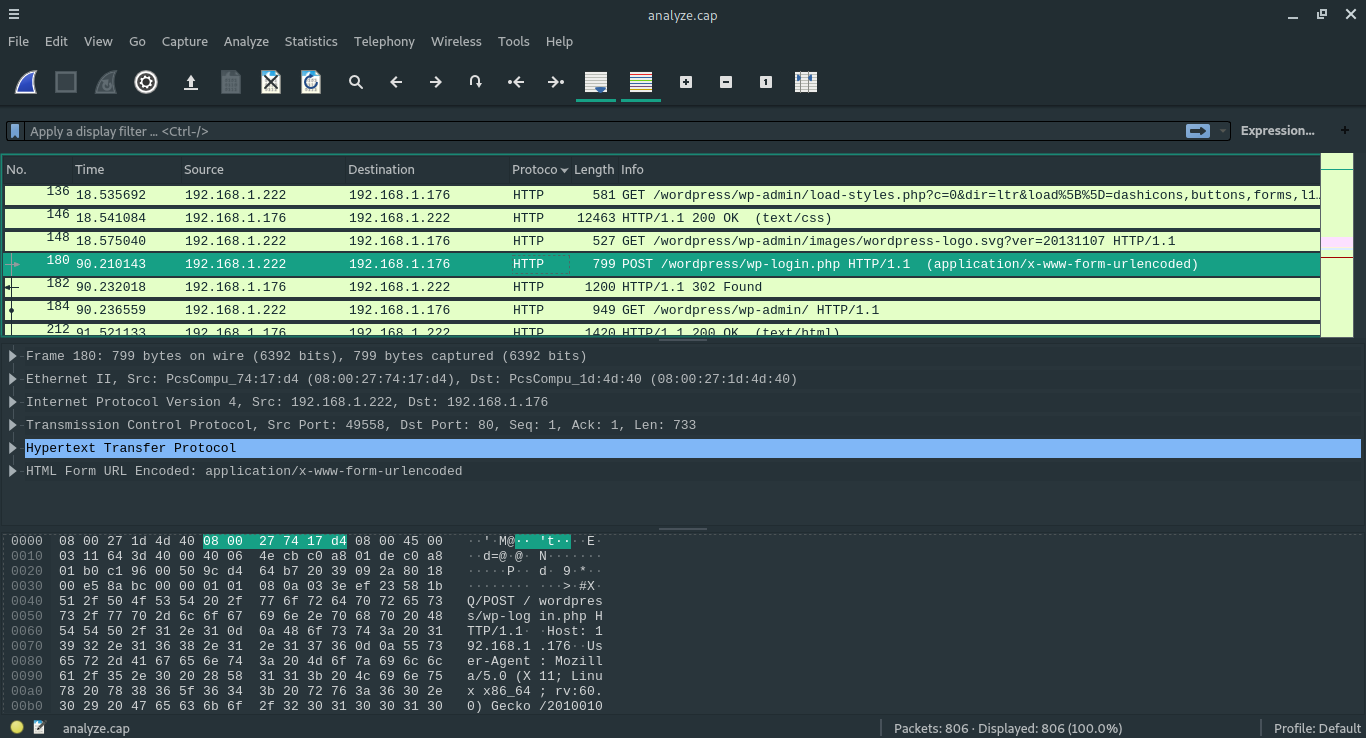 analyze.cap
File Edit View Go Capture Analyze Statistics Telephony Wireless Tools Help
Apply a display filter ... <Ctrl-/> Expression... +
No. Time Source Destination Protoco Length Info
136 18.535692 192.168.1.222 192.168.1.176 HTTP 581 GET /wordpress/wp-admin/load-styles.php?c=0&dir=ltr&load%5B%5D=dashicons,buttons,forms,l1…
146 18.541084 192.168.1.176 192.168.1.222 HTTP 12463 HTTP/1.1 200 OK (text/css)
148 18.575040 192.168.1.222 192.168.1.176 HTTP 527 GET /wordpress/wp-admin/images/wordpress-logo.svg?ver=20131107 HTTP/1.1
180 90.210143 192.168.1.222 192.168.1.176 HTTP 799 POST /wordpress/wp-login.php HTTP/1.1 (application/x-www-form-urlencoded)
182 90.232018 192.168.1.176 192.168.1.222 HTTP 1200 HTTP/1.1 302 Found
184 90.236559 192.168.1.222 192.168.1.176 HTTP 949 GET /wordpress/wp-admin/ HTTP/1.1
212 91.521133 192.168.1.176 192.168.1.222 HTTP 1420 HTTP/1.1 200 OK (text/html)
Frame 180: 799 bytes on wire (6392 bits), 799 bytes captured (6392 bits)
Ethernet II, Src: PcsCompu_74:17:d4 (08:00:27:74:17:d4), Dst: PcsCompu_1d:4d:40 (08:00:27:1d:4d:40)
Internet Protocol Version 4, Src: 192.168.1.222, Dst: 192.168.1.176
Transmission Control Protocol, Src Port: 49558, Dst Port: 80, Seq: 1, Ack: 1, Len: 733
Hypertext Transfer Protocol
HTML Form URL Encoded: application/x-www-form-urlencoded
0000 08 00 27 1d 4d 40 08 00 27 74 17 d4 08 00 45 00 ··'·M@·· 't····E·
0010 03 11 64 3d 40 00 40 06 4e cb c0 a8 01 de c0 a8 ··d=@·@· N·······
0020 01 b0 c1 96 00 50 9c d4 64 b7 20 39 09 2a 80 18 ·····P·· d· 9·*··
0030 00 e5 8a bc 00 00 01 01 08 0a 03 3e ef 23 58 1b ········ ···>·#X·
0040 51 2f 50 4f 53 54 20 2f 77 6f 72 64 70 72 65 73 Q/POST / wordpres
0050 73 2f 77 70 2d 6c 6f 67 69 6e 2e 70 68 70 20 48 s/wp-log in.php H
0060 54 54 50 2f 31 2e 31 0d 0a 48 6f 73 74 3a 20 31 TTP/1.1· ·Host: 1
0070 39 32 2e 31 36 38 2e 31 2e 31 37 36 0d 0a 55 73 92.168.1 .176··Us
0080 65 72 2d 41 67 65 6e 74 3a 20 4d 6f 7a 69 6c 6c er-Agent : Mozill
0090 61 2f 35 2e 30 20 28 58 31 31 3b 20 4c 69 6e 75 a/5.0 (X 11; Linu
00a0 78 20 78 38 36 5f 36 34 3b 20 72 76 3a 36 30 2e x x86_64 ; rv:60.
00b0 30 29 20 47 65 63 6b 6f 2f 32 30 31 30 30 31 30 0) Gecko /2010010
analyze.cap Packets: 806 · Displayed: 806 (100.0%) Profile: Default